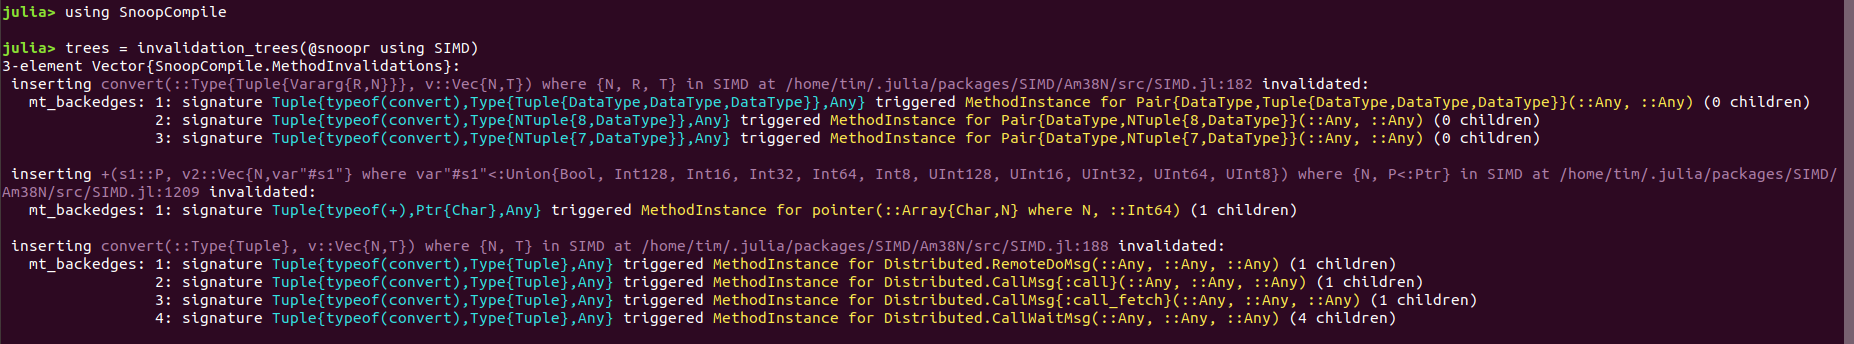 julia> using SnoopCompile
julia> trees = invalidation_trees(@snoopr using SIMD)
3-element Vector{SnoopCompile.MethodInvalidations}:
inserting convert(::Type{Tuple{Vararg{R,N}}}, v::Vec{N,T}) where {N, R, T} in SIMD at /home/tim/.julia/packages/SIMD/Am38N/src/SIMD.jl:182 invalidated:
mt_backedges: 1: signature Tuple{typeof(convert),Type{Tuple{DataType,DataType,DataType}},Any} triggered MethodInstance for Pair{DataType,Tuple{DataType,DataType,DataType}}(::Any, ::Any) (0 children)
2: signature Tuple{typeof(convert),Type{NTuple{8,DataType}},Any} triggered MethodInstance for Pair{DataType,NTuple{8,DataType}}(::Any, ::Any) (0 children)
3: signature Tuple{typeof(convert),Type{NTuple{7,DataType}},Any} triggered MethodInstance for Pair{DataType,NTuple{7,DataType}}(::Any, ::Any) (0 children)
inserting +(s1::P, v2::Vec{N,var"#s1"} where var"#s1"<:Union{Bool, Int128, Int16, Int32, Int64, Int8, UInt128, UInt16, UInt32, UInt64, UInt8}) where {N, P<:Ptr} in SIMD at /home/tim/.julia/packages/SIMD/
Am38N/src/SIMD.jl:1209 invalidated:
mt_backedges: 1: signature Tuple{typeof(+),Ptr{Char},Any} triggered MethodInstance for pointer(::Array{Char,N} where N, ::Int64) (1 children)
inserting convert(::Type{Tuple}, v::Vec{N,T}) where {N, T} in SIMD at /home/tim/.julia/packages/SIMD/Am38N/src/SIMD.jl:188 invalidated:
mt_backedges: 1: signature Tuple{typeof(convert),Type{Tuple},Any} triggered MethodInstance for Distributed.RemoteDoMsg(::Any, ::Any, ::Any) (1 children)
2: signature Tuple{typeof(convert),Type{Tuple},Any} triggered MethodInstance for Distributed.CallMsg{:call}(::Any, ::Any, ::Any) (1 children)
3: signature Tuple{typeof(convert),Type{Tuple},Any} triggered MethodInstance for Distributed.CallMsg{:call_fetch}(::Any, ::Any, ::Any) (1 children)
4: signature Tuple{typeof(convert),Type{Tuple},Any} triggered MethodInstance for Distributed.CallWaitMsg(::Any, ::Any, ::Any) (4 children)